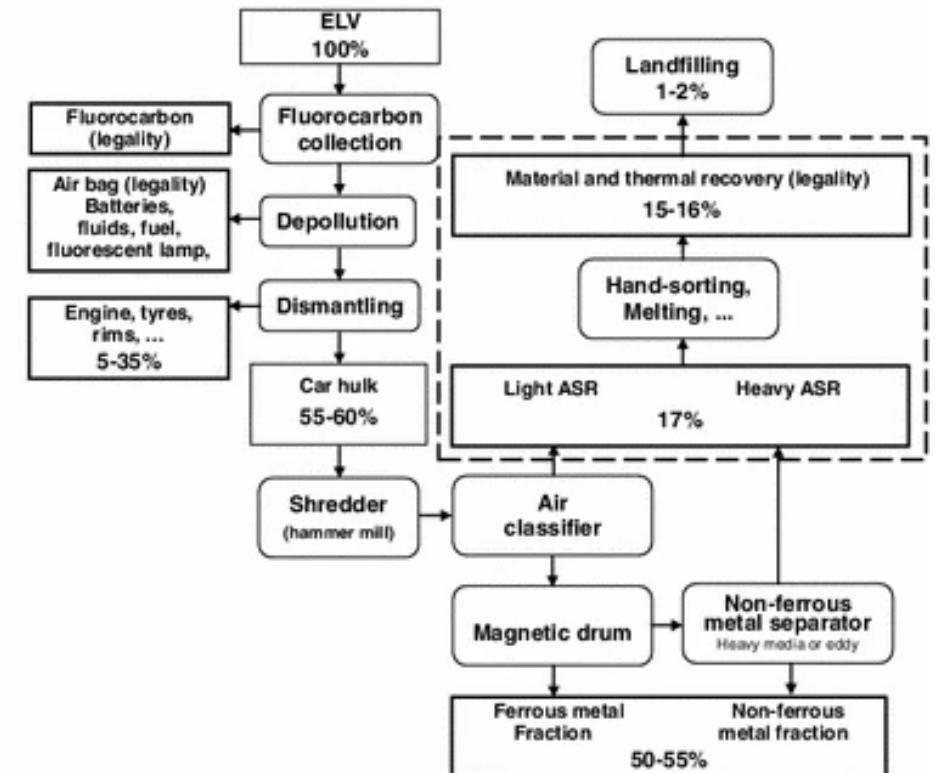 ELV
100%
Fluorocarbon
collection
Fluorocarbon
(legality)
Depollution
Air bag (legality)
Batteries,
fluids, fuel,
fluorescent lamp,
Dismantling
Engine, tyres,
rims, ...
5-35%
Car hulk
55-60%
Shredder
(hammer mill)
Air
classifier
Magnetic drum
Non-ferrous
metal separator
Heavy media or eddy
Ferrous metal
Fraction
Non-ferrous
metal fraction
50-55%
Light ASR
Heavy ASR
17%
Hand-sorting,
Melting, ...
Material and thermal recovery (legality)
15-16%
Landfilling
1-2%